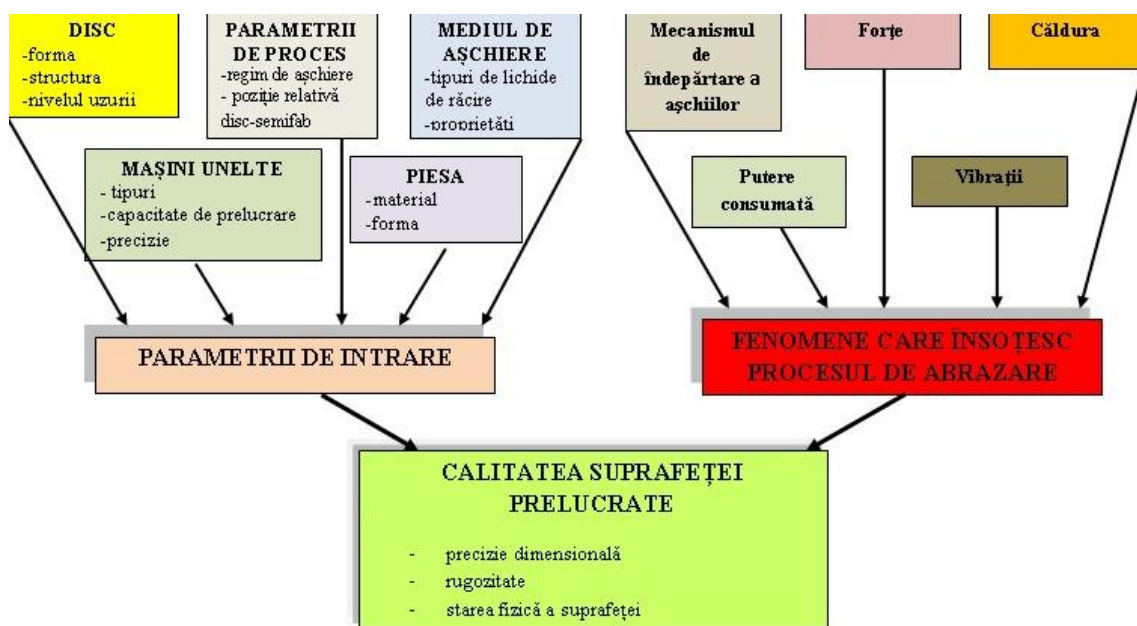 DISC
-forma
-structura
-nivelul uzurii
PARAMETRII
DE PROCES
-regim de așchiere
- poziție relativă
disc-semifab
MEDIUL DE
AȘCHIERE
-tipuri de lichide
de răcire
-proprietăti
MAȘINI UNELTE
- tipuri
-capacitate de prelucrare
-precizie
PIESA
-material
-forma
PARAMETRII DE INTRARE
Mecanismul
de
îndepărtare a
așchiilor
Forțe
Căldura
Putere
consumată
Vibrații
FENOMENE CARE ÎNSOȚESC
PROCESUL DE ABRAZARE
CALITATEA SUPRAFEȚEI
PRELUCRATE
- precizie dimensională
- rugozitate
- starea fizică a suprafeței